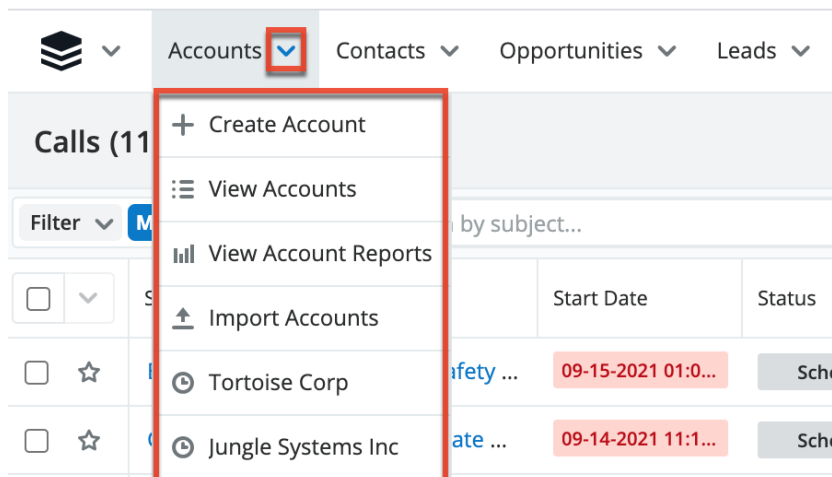 Accounts Contacts Opportunities Leads
Create Account
Calls (11
View Accounts
Filter M by subject...
View Account Reports
Start Date Status
Import Accounts
afety ... 09-15-2021 01:0... Sche
Tortoise Corp
ate ... 09-14-2021 11:1... Sche
Jungle Systems Inc